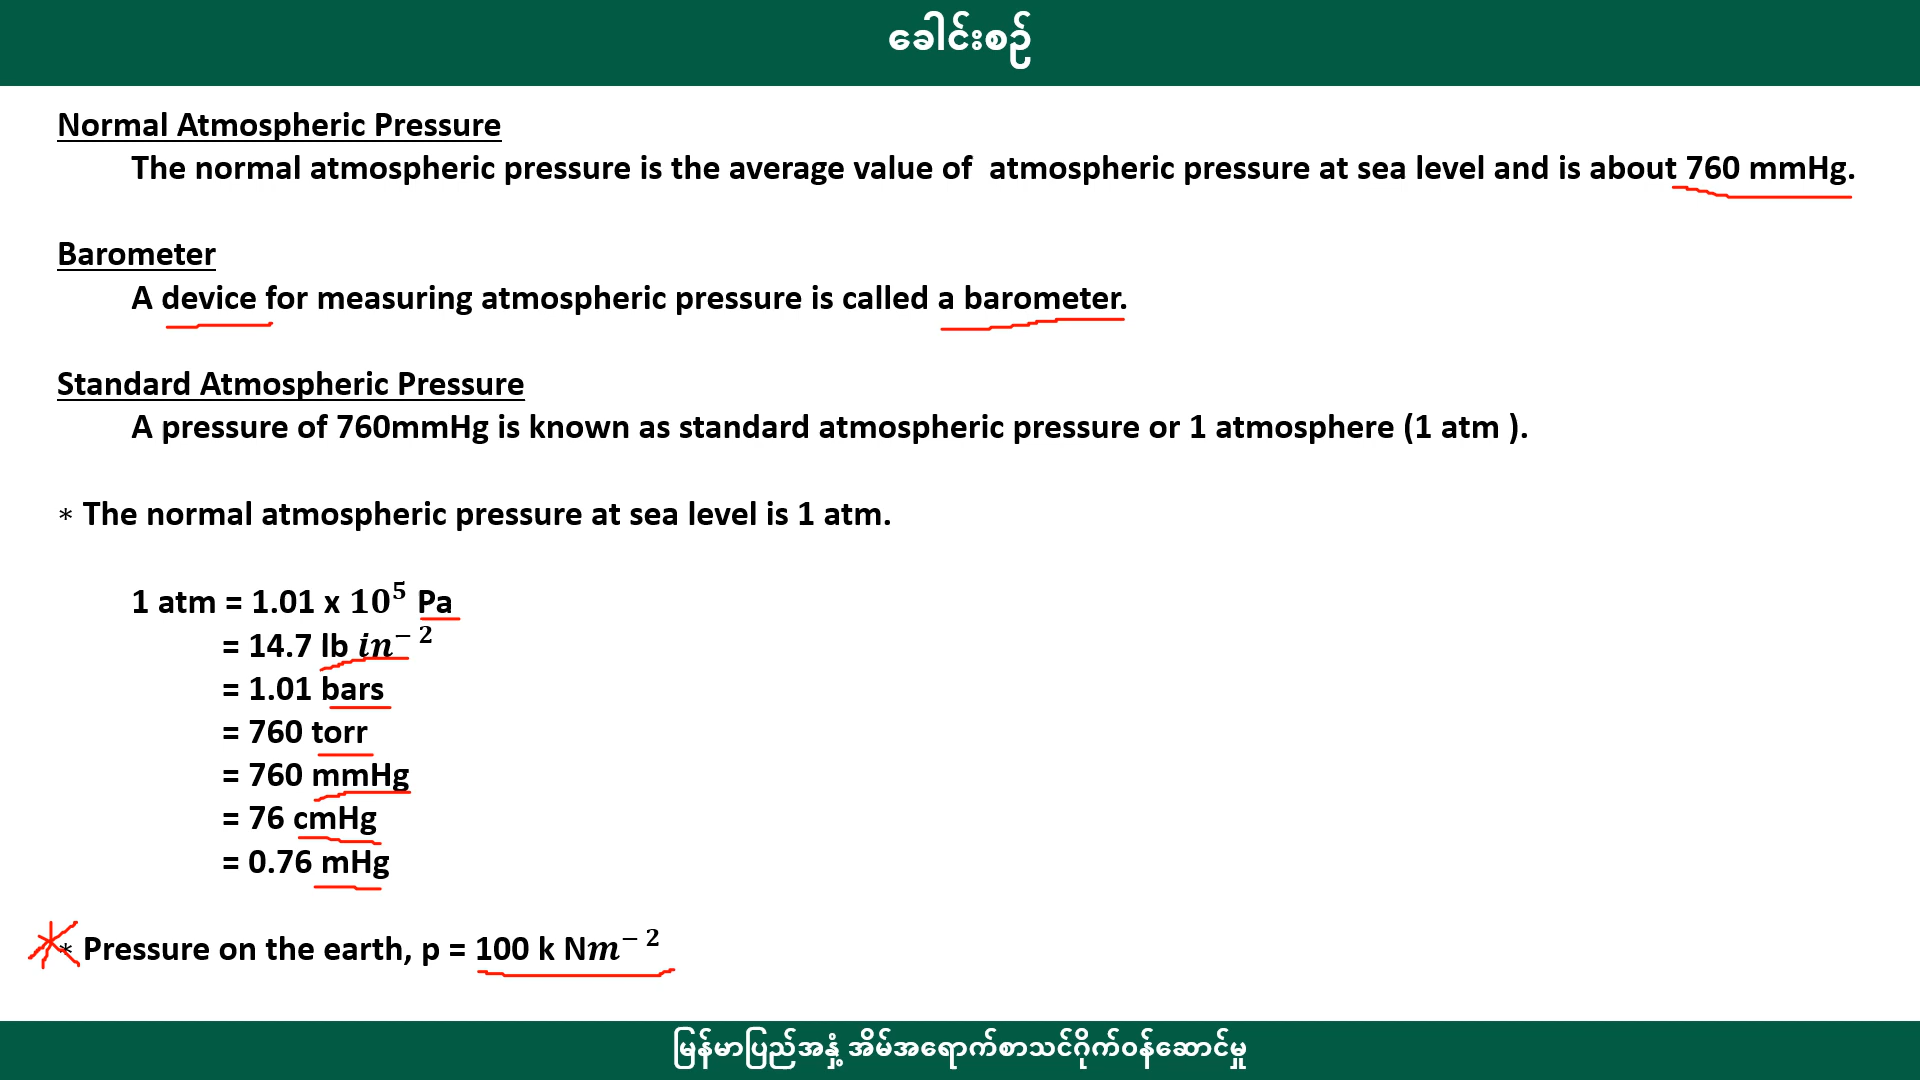 ခေါင်းစဉ်
Normal Atmospheric Pressure
The normal atmospheric pressure is the average value of atmospheric pressure at sea level and is about 760 mmHg.
Barometer
A device for measuring atmospheric pressure is called a barometer.
Standard Atmospheric Pressure
A pressure of 760mmHg is known as standard atmospheric pressure or 1 atmosphere (1 atm ).
* The normal atmospheric pressure at sea level is 1 atm.
1 atm = 1.01 x 10⁵ Pa
= 14.7 lb in⁻²
= 1.01 bars
= 760 torr
= 760 mmHg
= 76 cmHg
= 0.76 mHg
* Pressure on the earth, p = 100 k Nm⁻²
မြန်မာပြည်အနှံ့ အိမ်အရောက်စာသင်ဂိုက်ဝန်ဆောင်မှု